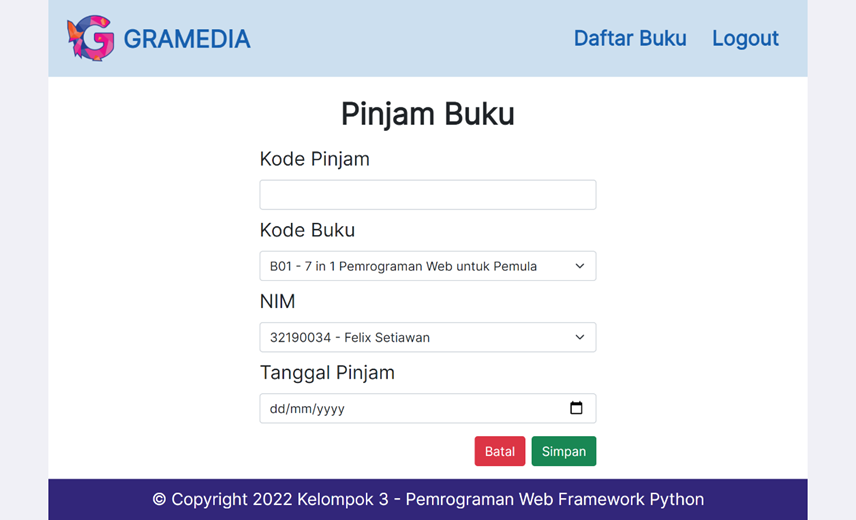 G GRAMEDIA
Daftar Buku Logout
Pinjam Buku
Kode Pinjam
Kode Buku
B01 - 7 in 1 Pemrograman Web untuk Pemula
NIM
32190034 - Felix Setiawan
Tanggal Pinjam
dd/mm/yyyy
Batal Simpan
© Copyright 2022 Kelompok 3 - Pemrograman Web Framework Python